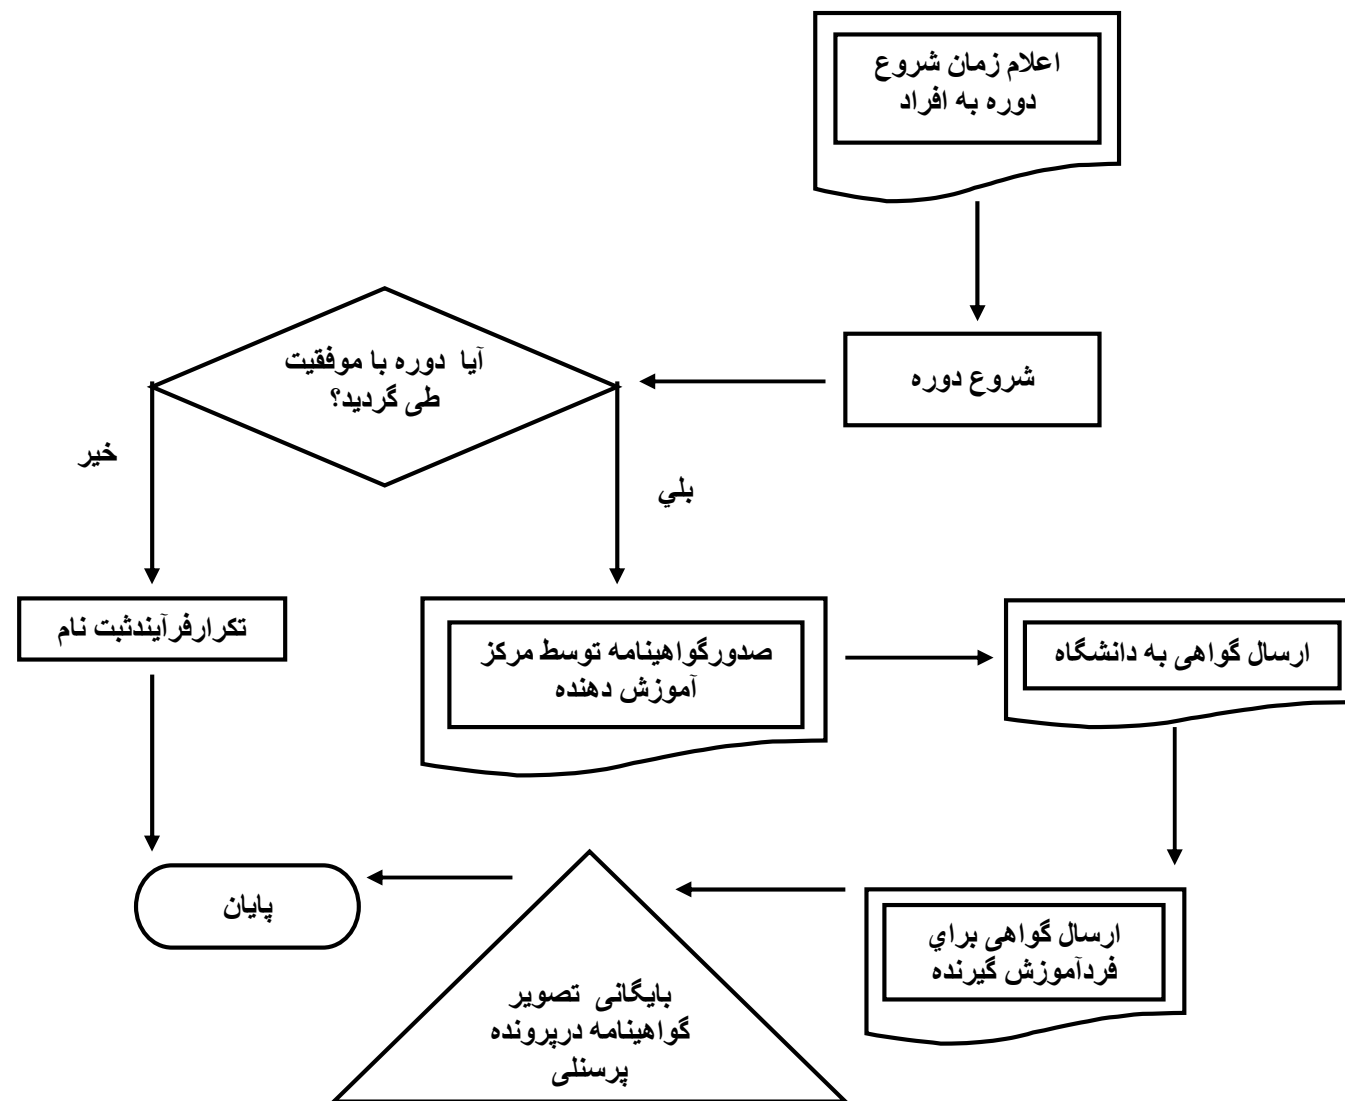 اعلام زمان شروع
دوره به افراد
شروع دوره
آیا دوره با موفقیت
طی گردید؟
خیر
بلي
تکرارفرآیندثبت نام
صدورگواهینامه توسط مرکز
آموزش دهنده
ارسال گواهی به دانشگاه
ارسال گواهی براي
فردآموزش گیرنده
بایگانی تصویر
گواهینامه درپرونده
پرسنلی
پایان